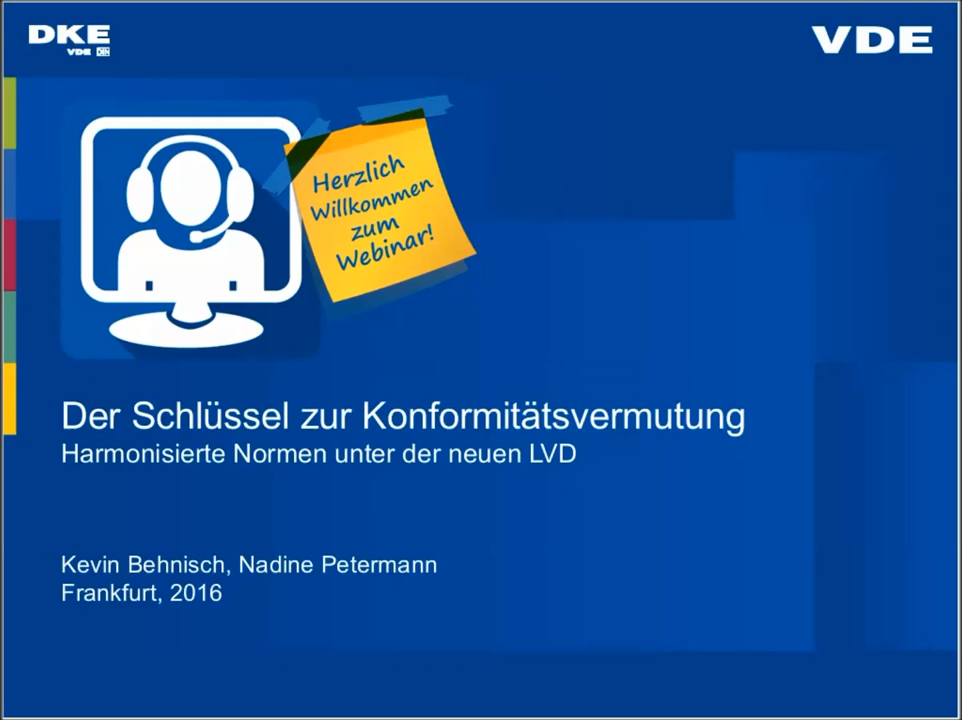 DKE
VDE DIN
VDE
Herzlich
Willkommen
zum
Webinar!
Der Schlüssel zur Konformitätsvermutung
Harmonisierte Normen unter der neuen LVD
Kevin Behnisch, Nadine Petermann
Frankfurt, 2016